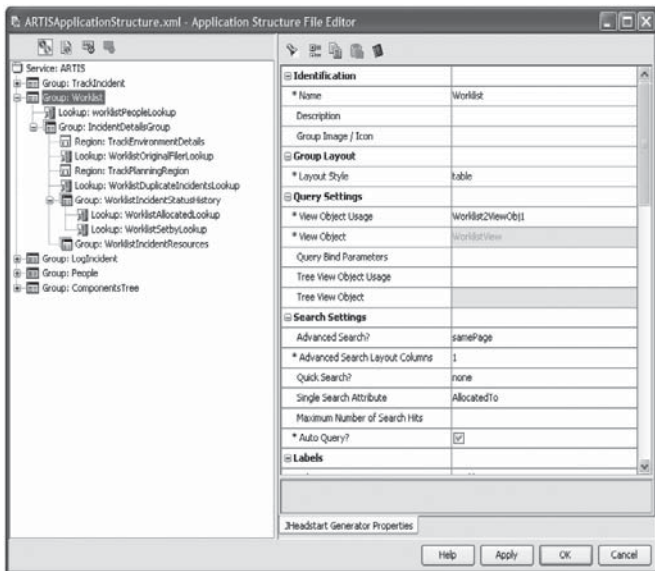 ARTISApplicationStructure.xml - Application Structure File Editor
Service: ARTIS
Group: TrackIncident
Group: Worklist
Lookup: worklistPeopleLookup
Group: IncidentDetailsGroup
Region: TrackEnvironmentDetails
Lookup: WorklistOriginalFilerLookup
Region: TrackPlanningRegion
Lookup: WorklistDuplicateIncidentsLookup
Group: WorklistIncidentStatusHistory
Lookup: WorklistAllocatedLookup
Lookup: WorklistSetbyLookup
Group: WorklistIncidentResources
Group: LogIncident
Group: People
Group: ComponentsTree
Identification
* Name Worklist
Description
Group Image / Icon
Group Layout
* Layout Style table
Query Settings
* View Object Usage Worklist2ViewObj1
* View Object WorklistView
Query Bind Parameters
Tree View Object Usage
Tree View Object
Search Settings
Advanced Search? samePage
* Advanced Search Layout Columns 1
Quick Search? none
Single Search Attribute AllocatedTo
Maximum Number of Search Hits
* Auto Query?
Labels
JHeadstart Generator Properties
Help Apply OK Cancel